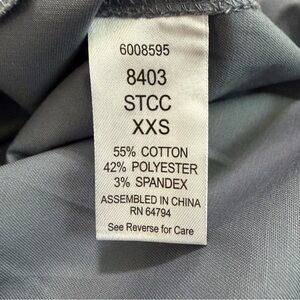 6008595
8403
STCC
XXS
55% COTTON
42% POLYESTER
3% SPANDEX
ASSEMBLED IN CHINA
RN 64794
See Reverse for Care